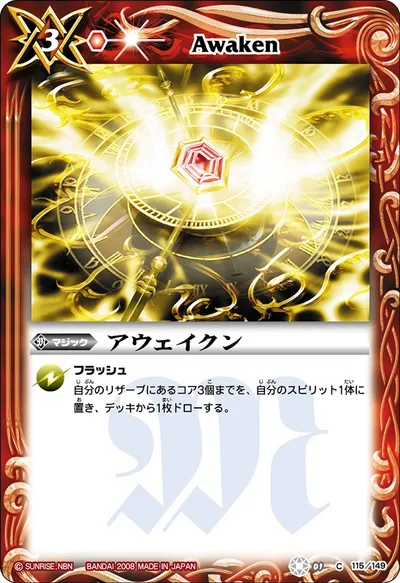 3
Awaken
マジック
アウェイクン
フラッシュ
自分のリザーブにあるコア3個までを、自分のスピリット1体に
置き、デッキから1枚ドローする。
© SUNRISE.NBN BANDAI 2008 MADE IN JAPAN 01 C 115/149